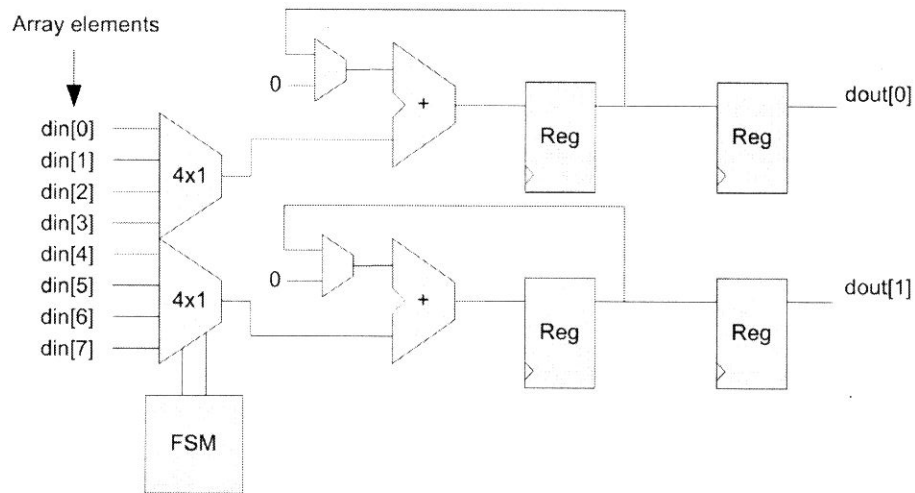 Array elements
din[0]
din[1]
din[2]
din[3]
din[4]
din[5]
din[6]
din[7]
4x1
4x1
FSM
0
+
Reg
Reg
dout[0]
0
+
Reg
Reg
dout[1]